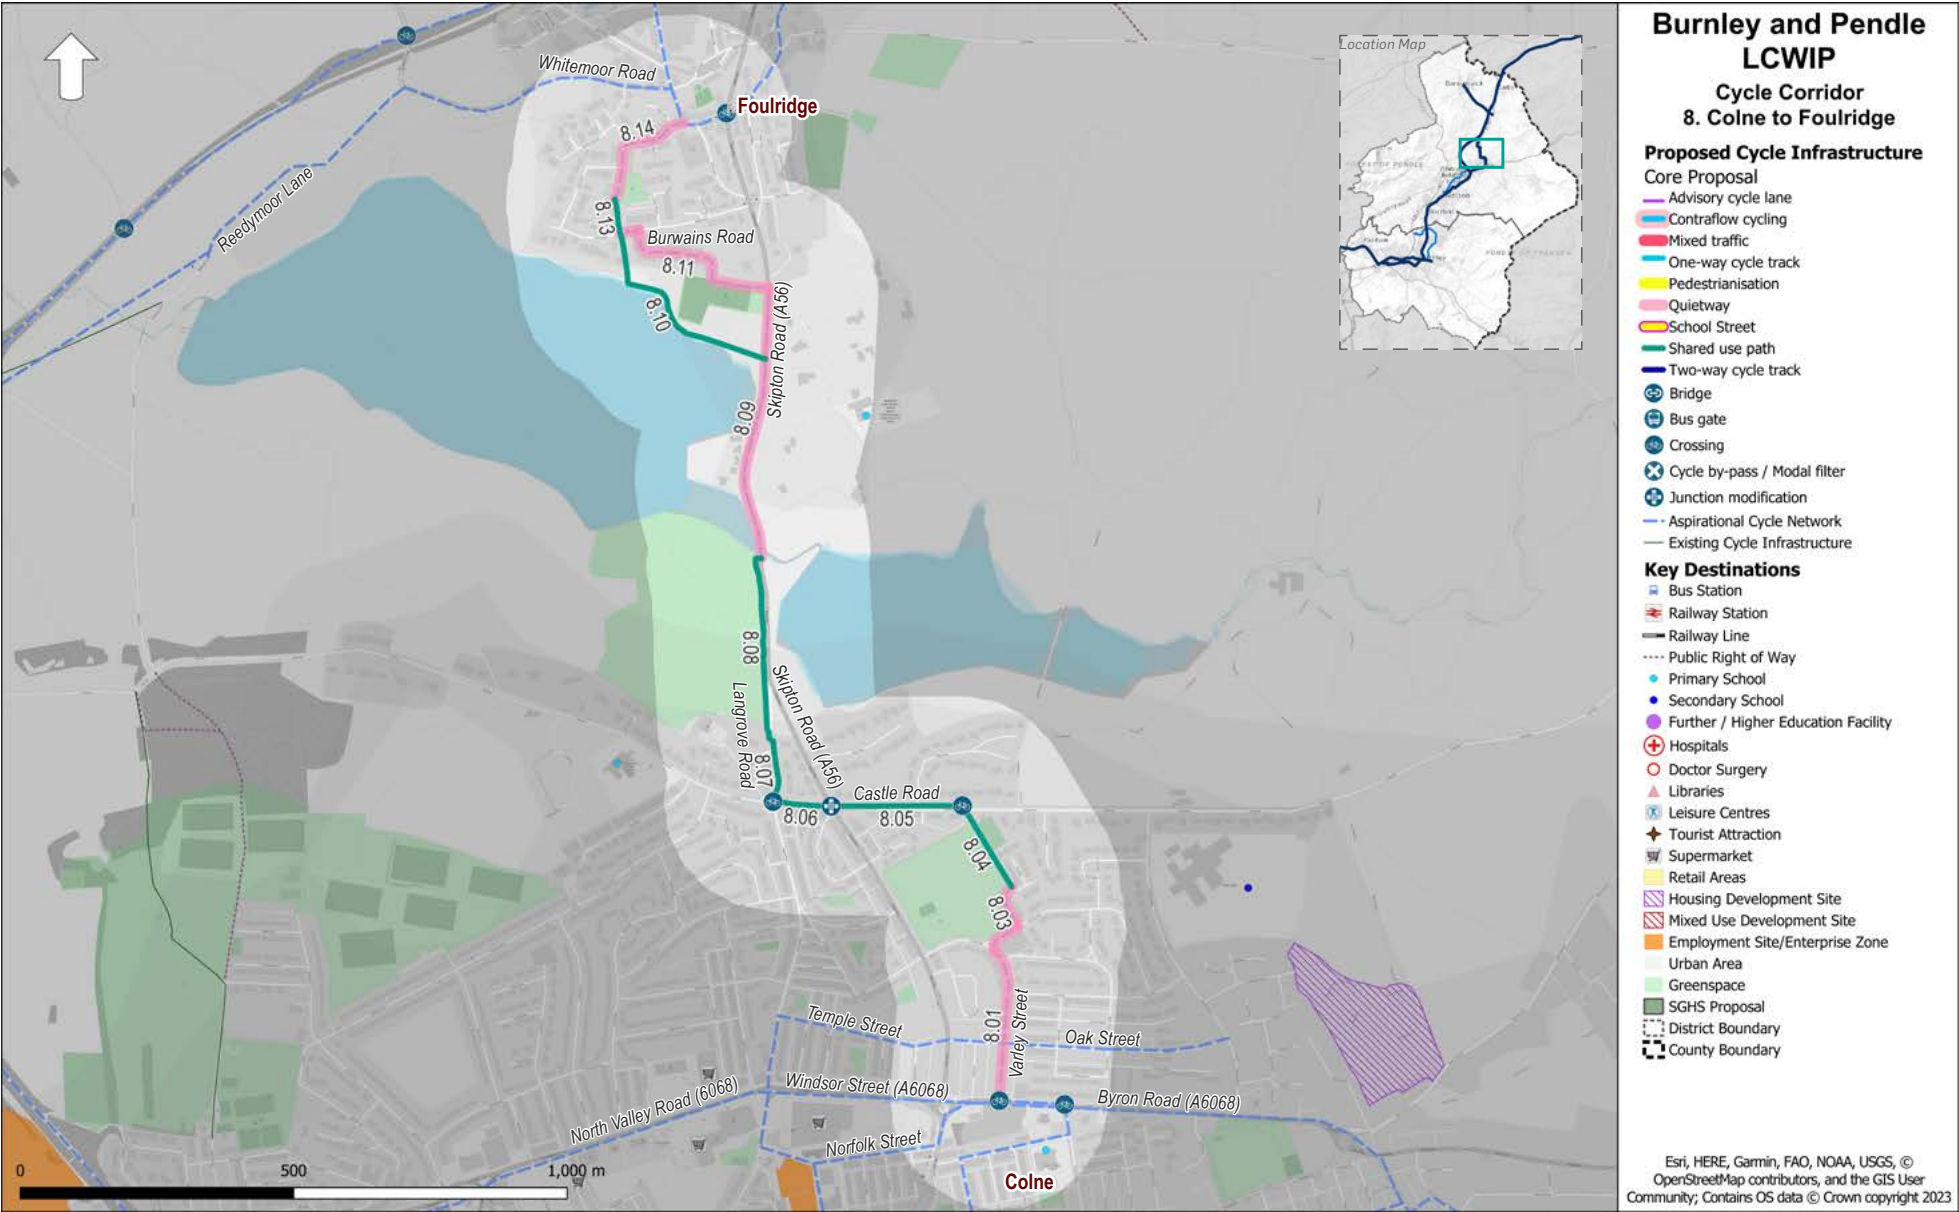 Burnley and Pendle
LCWIP
Cycle Corridor
8. Colne to Foulridge
Proposed Cycle Infrastructure
Core Proposal
Advisory cycle lane
Contraflow cycling
Mixed traffic
One-way cycle track
Pedestrianisation
Quietway
School Street
Shared use path
Two-way cycle track
Bridge
Bus gate
Crossing
Cycle by-pass / Modal filter
Junction modification
Aspirational Cycle Network
Existing Cycle Infrastructure
Key Destinations
Bus Station
Railway Station
Railway Line
Public Right of Way
Primary School
Secondary School
Further / Higher Education Facility
Hospitals
Doctor Surgery
Libraries
Leisure Centres
Tourist Attraction
Supermarket
Retail Areas
Housing Development Site
Mixed Use Development Site
Employment Site/Enterprise Zone
Urban Area
Greenspace
SGHS Proposal
District Boundary
County Boundary
Esri, HERE, Garmin, FAO, NOAA, USGS, ©
OpenStreetMap contributors, and the GIS User
Community; Contains OS data © Crown copyright 2023
Location Map
Whitemoor Road
Foulridge
8.14
Reedymoor Lane
8.13
Burwains Road
8.11
8.10
Skipton Road (A56)
8.09
8.08
Langrove Road
Skipton Road (A56)
8.07
Castle Road
8.06
8.05
8.04
8.03
8.01
Varley Street
Temple Street
Oak Street
Windsor Street (A6068)
Byron Road (A6068)
North Valley Road (6068)
Norfolk Street
Colne
0
500
1,000 m